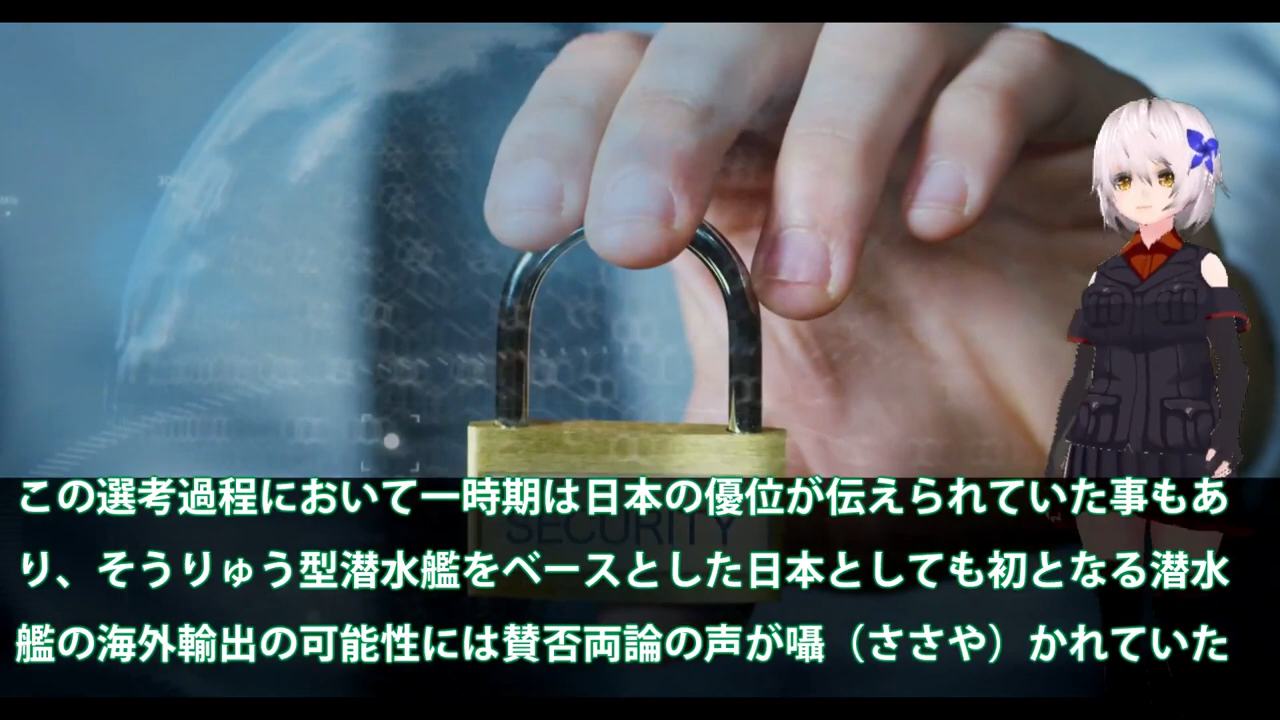 この選考過程において一時期は日本の優位が伝えられていた事もあ
り、そうりゅう型潜水艦をベースとした日本としても初となる潜水
艦の海外輸出の可能性には賛否両論の声が囁（ささや）かれていた
SECURITY